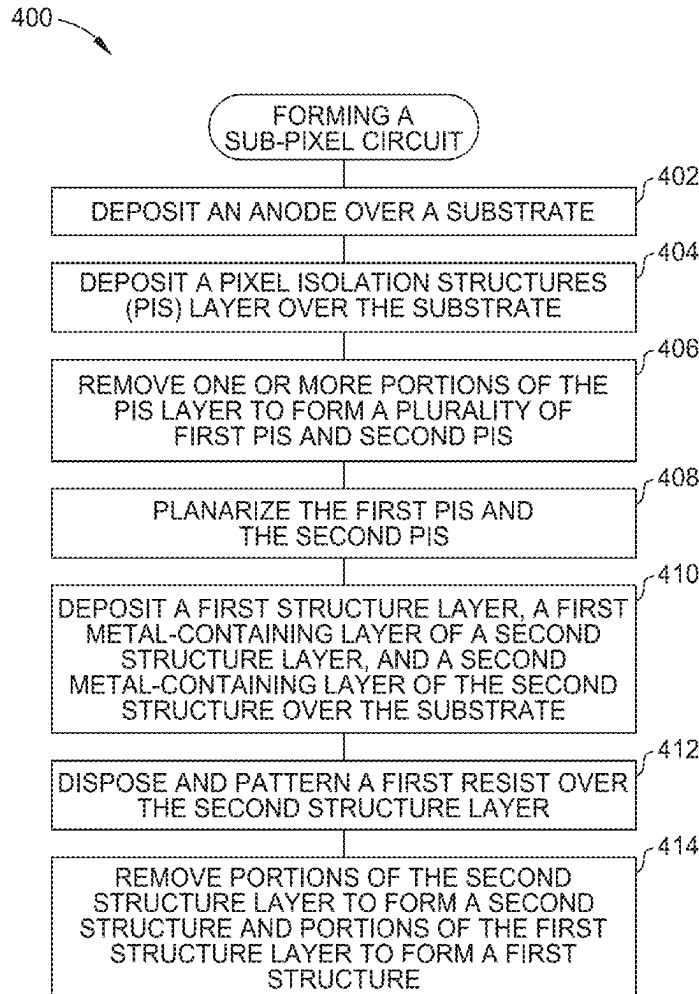 400
FORMING A
SUB-PIXEL CIRCUIT
402
DEPOSIT AN ANODE OVER A SUBSTRATE
404
DEPOSIT A PIXEL ISOLATION STRUCTURES
(PIS) LAYER OVER THE SUBSTRATE
406
REMOVE ONE OR MORE PORTIONS OF THE
PIS LAYER TO FORM A PLURALITY OF
FIRST PIS AND SECOND PIS
408
PLANARIZE THE FIRST PIS AND
THE SECOND PIS
410
DEPOSIT A FIRST STRUCTURE LAYER, A FIRST
METAL-CONTAINING LAYER OF A SECOND
STRUCTURE LAYER, AND A SECOND
METAL-CONTAINING LAYER OF THE SECOND
STRUCTURE OVER THE SUBSTRATE
412
DISPOSE AND PATTERN A FIRST RESIST OVER
THE SECOND STRUCTURE LAYER
414
REMOVE PORTIONS OF THE SECOND
STRUCTURE LAYER TO FORM A SECOND
STRUCTURE AND PORTIONS OF THE FIRST
STRUCTURE LAYER TO FORM A FIRST
STRUCTURE